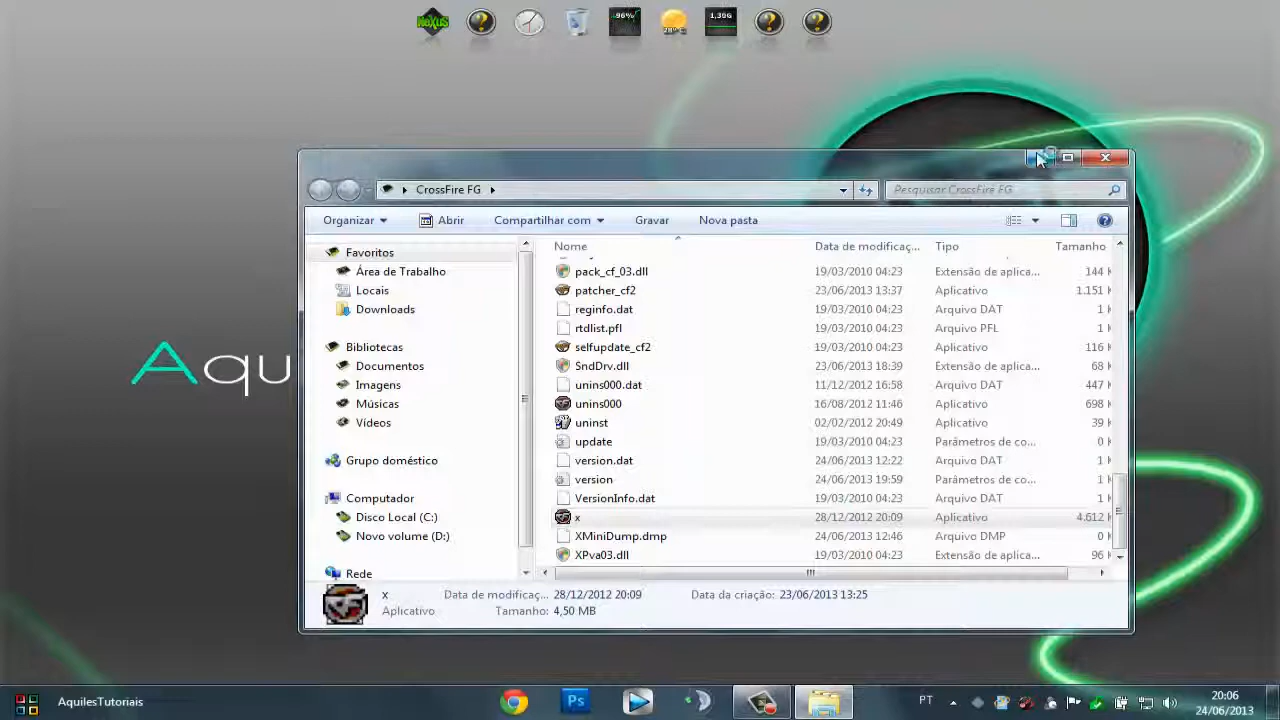 NeXuS
96%
28°C
1,39G
Aqu
CrossFire FG
Pesquisar CrossFire FG
Organizar
Abrir
Compartilhar com
Gravar
Nova pasta
Nome Data de modificaç... Tipo Tamanho
Favoritos
Área de Trabalho
Locais
Downloads
Bibliotecas
Documentos
Imagens
Músicas
Vídeos
Grupo doméstico
Computador
Disco Local (C:)
Novo volume (D:)
Rede
pack_cf_03.dll 19/03/2010 04:23 Extensão de aplica... 144 K
patcher_cf2 23/06/2013 13:37 Aplicativo 1.151 K
reginfo.dat 19/03/2010 04:23 Arquivo DAT 1 K
rtdlist.pfl 19/03/2010 04:23 Arquivo PFL 1 K
selfupdate_cf2 19/03/2010 04:23 Aplicativo 116 K
SndDrv.dll 23/06/2013 18:39 Extensão de aplica... 68 K
unins000.dat 11/12/2012 16:58 Arquivo DAT 447 K
unins000 16/08/2012 11:46 Aplicativo 698 K
uninst 02/02/2012 20:49 Aplicativo 39 K
update 19/03/2010 04:23 Parâmetros de co... 0 K
version.dat 24/06/2013 12:22 Arquivo DAT 1 K
version 24/06/2013 19:59 Parâmetros de co... 1 K
VersionInfo.dat 19/03/2010 04:23 Arquivo DAT 1 K
x 28/12/2012 20:09 Aplicativo 4.612 K
XMiniDump.dmp 24/06/2013 12:46 Arquivo DMP 0 K
XPva03.dll 19/03/2010 04:23 Extensão de aplica... 96 K
x Data de modificaç... 28/12/2012 20:09 Data da criação: 23/06/2013 13:25
Aplicativo Tamanho: 4,50 MB
AquilesTutoriais
Ps
PT
20:06
24/06/2013